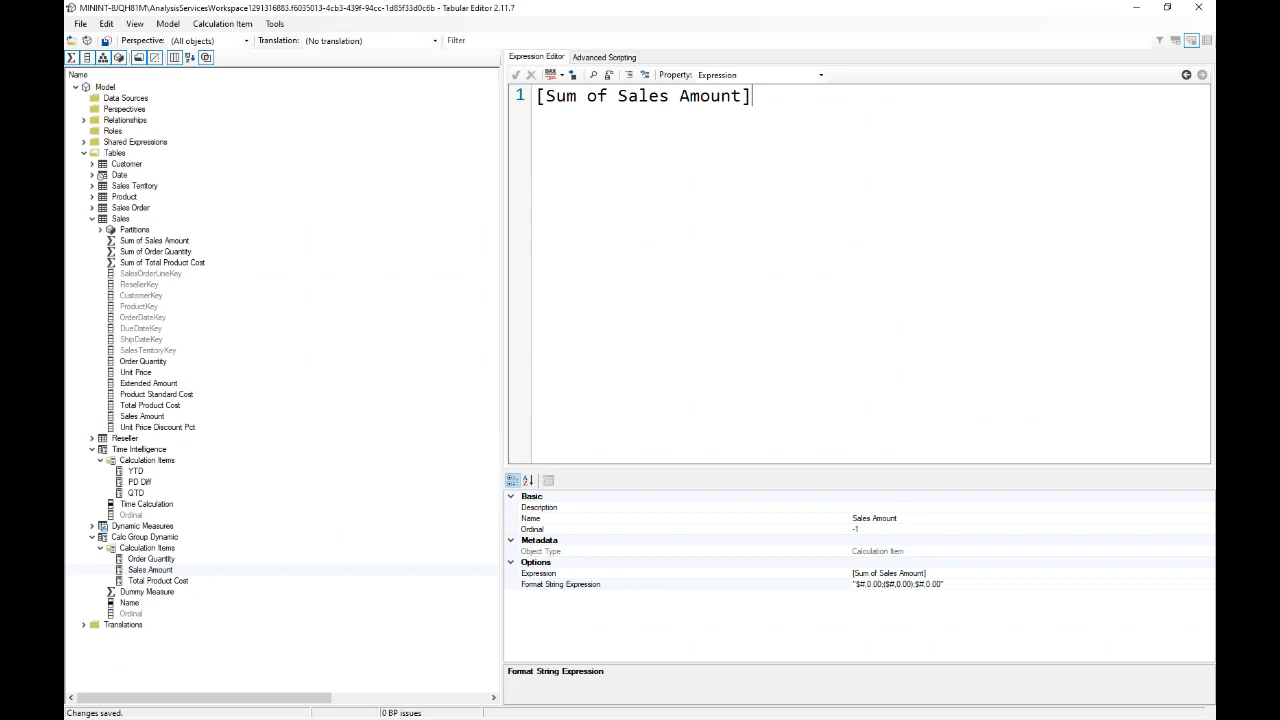 MININT-8JQH81M\AnalysisServicesWorkspace1291316883.f6035013-4cb3-439f-94cc-1d85f33d0c6b - Tabular Editor 2.11.7
File Edit View Model Calculation Item Tools
Perspective: (All objects) Translation: (No translation) Filter
Name
Model
Data Sources
Perspectives
Relationships
Roles
Shared Expressions
Tables
Customer
Date
Sales Territory
Product
Sales Order
Sales
Partitions
Sum of Sales Amount
Sum of Order Quantity
Sum of Total Product Cost
SalesOrderLineKey
ResellerKey
CustomerKey
ProductKey
OrderDateKey
DueDateKey
ShipDateKey
SalesTerritoryKey
Order Quantity
Unit Price
Extended Amount
Product Standard Cost
Total Product Cost
Sales Amount
Unit Price Discount Pct
Reseller
Time Intelligence
Calculation Items
YTD
PD Diff
QTD
Time Calculation
Ordinal
Dynamic Measures
Calc Group Dynamic
Calculation Items
Order Quantity
Sales Amount
Total Product Cost
Dummy Measure
Name
Ordinal
Translations
Expression Editor Advanced Scripting
DAX Property: Expression
1 [Sum of Sales Amount]
Basic
Description
Name Sales Amount
Ordinal -1
Metadata
Object Type Calculation Item
Options
Expression [Sum of Sales Amount]
Format String Expression "$#,0.00;($#,0.00);$#,0.00"
Format String Expression
Changes saved. 0 BP issues